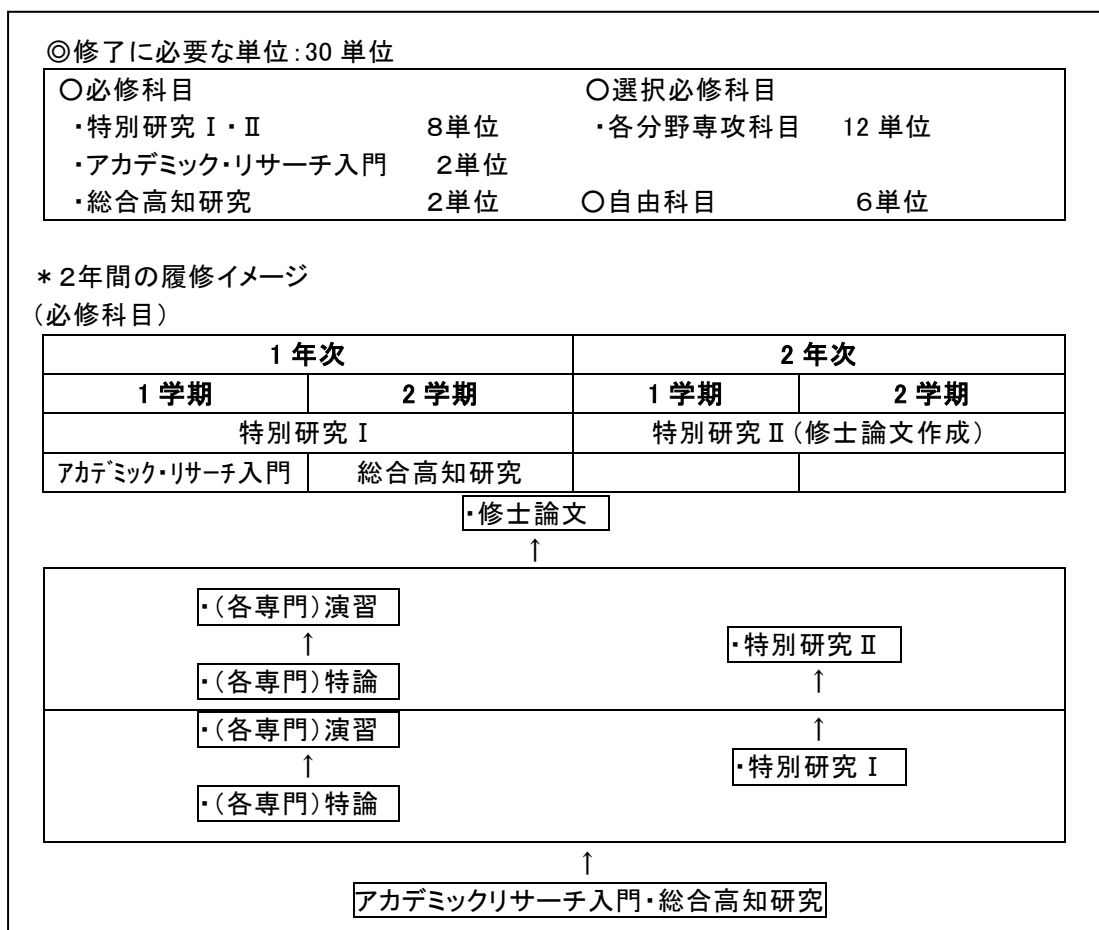 ◎修了に必要な単位:30 単位
○必修科目 ○選択必修科目
・特別研究Ⅰ・Ⅱ 8単位 ・各分野専攻科目 12 単位
・アカデミック・リサーチ入門 2単位
・総合高知研究 2単位 ○自由科目 6単位
*2年間の履修イメージ
(必修科目)
1 年次 2 年次
1 学期 2 学期 1 学期 2 学期
特別研究Ⅰ 特別研究Ⅱ(修士論文作成)
アカデミック・リサーチ入門 総合高知研究
・修士論文
↑
・(各専門)演習
↑ ・特別研究Ⅱ
・(各専門)特論 ↑
・(各専門)演習 ↑
↑ ・特別研究Ⅰ
・(各専門)特論
↑
アカデミックリサーチ入門・総合高知研究